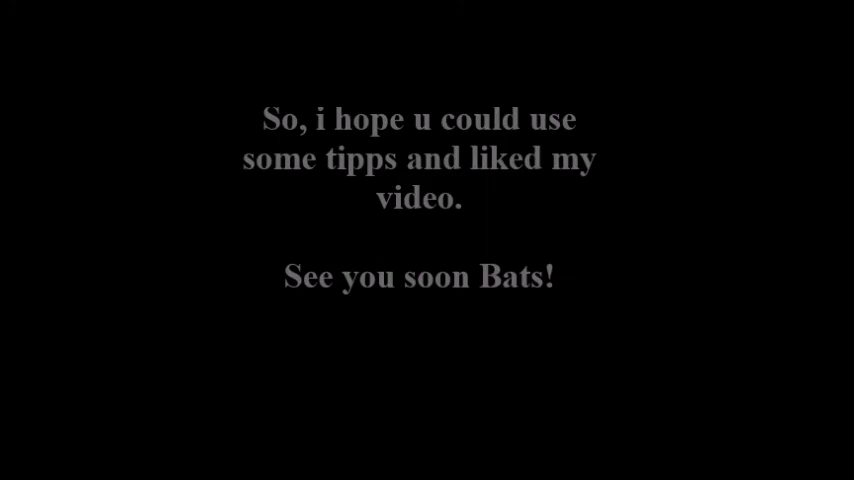 So, i hope u could use
some tipps and liked my
video.
See you soon Bats!